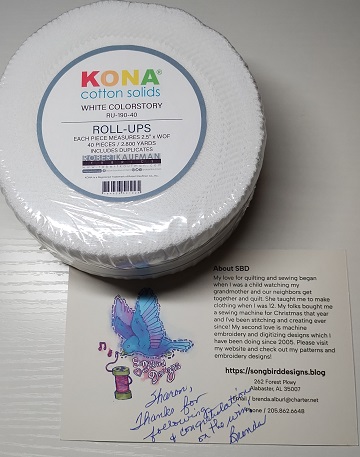 KONA®
cotton solids
WHITE COLORSTORY
RU-190-40
ROLL-UPS
EACH PIECE MEASURES 2.5" x WOF
40 PIECES / 2.800 YARDS
INCLUDES DUPLICATES
ROBERT KAUFMAN
About SBD
My love for quilting and sewing began
when I was a child watching my
grandmother and our neighbors get
together and quilt. She taught me to make
clothing when I was 12. My folks bought me
a sewing machine for Christmas that year
and I've been stitching and creating ever
since! My second love is machine
embroidery and digitizing designs which I
have been doing since 2005. Please visit
my website and check out my patterns and
embroidery designs!
https://songbirddesigns.blog
262 Forest Pkwy
Alabaster, AL 35007
mail / brenda.alburl@charter.net
hone / 205.862.6648
Songbird
Designs
Sharon,
Thanks for
following
& congratulations
on the win
Brenda